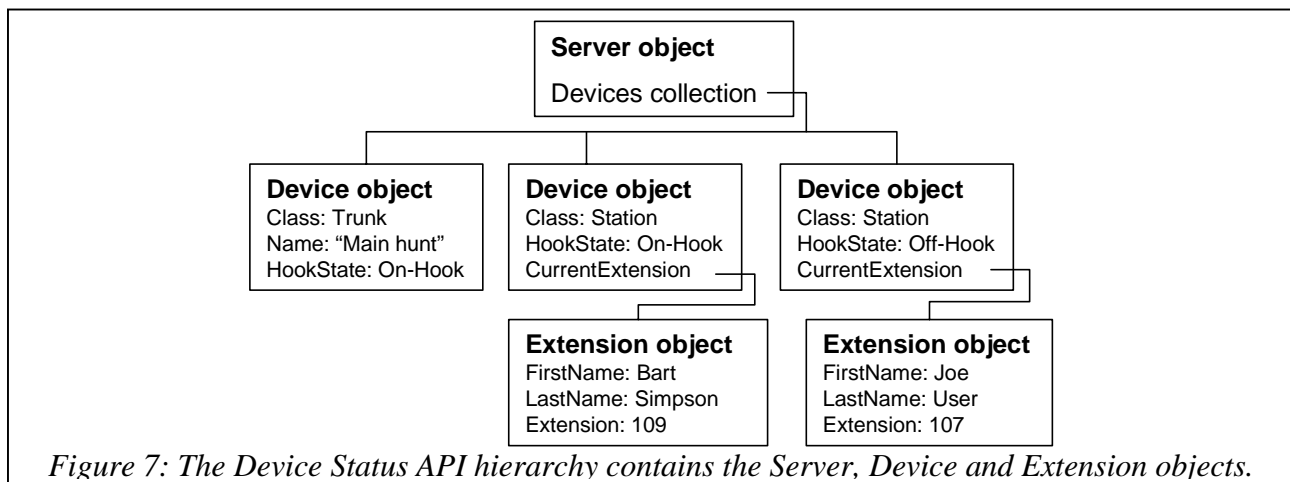 Server object
Devices collection
Device object
Class: Trunk
Name: “Main hunt”
HookState: On-Hook
Device object
Class: Station
HookState: On-Hook
CurrentExtension
Device object
Class: Station
HookState: Off-Hook
CurrentExtension
Extension object
FirstName: Bart
LastName: Simpson
Extension: 109
Extension object
FirstName: Joe
LastName: User
Extension: 107
Figure 7: The Device Status API hierarchy contains the Server, Device and Extension objects.